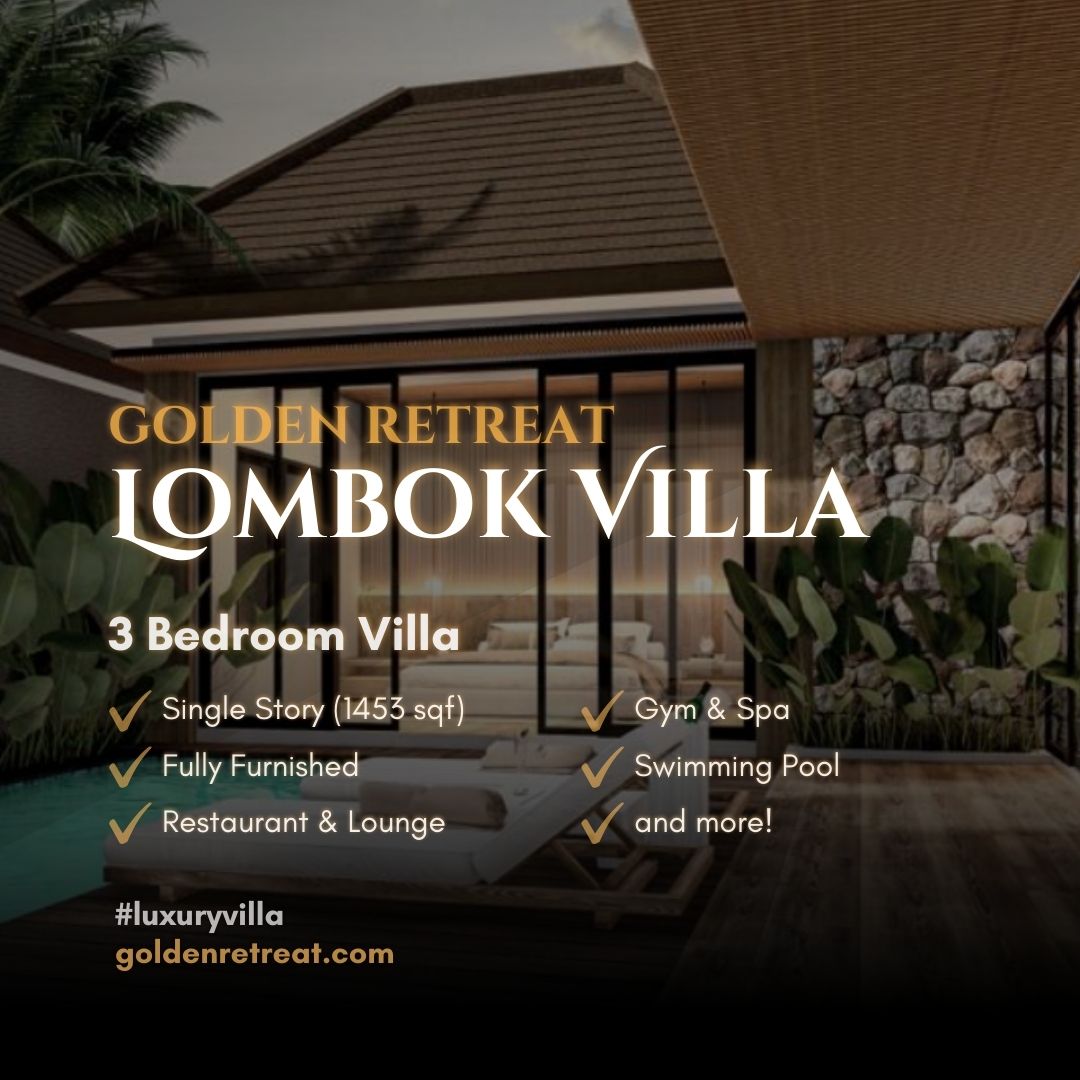 GOLDEN RETREAT
LOMBOK VILLA
3 Bedroom Villa
Single Story (1453 sqf)
Fully Furnished
Restaurant & Lounge
Gym & Spa
Swimming Pool
and more!
#luxuryvilla
goldenretreat.com